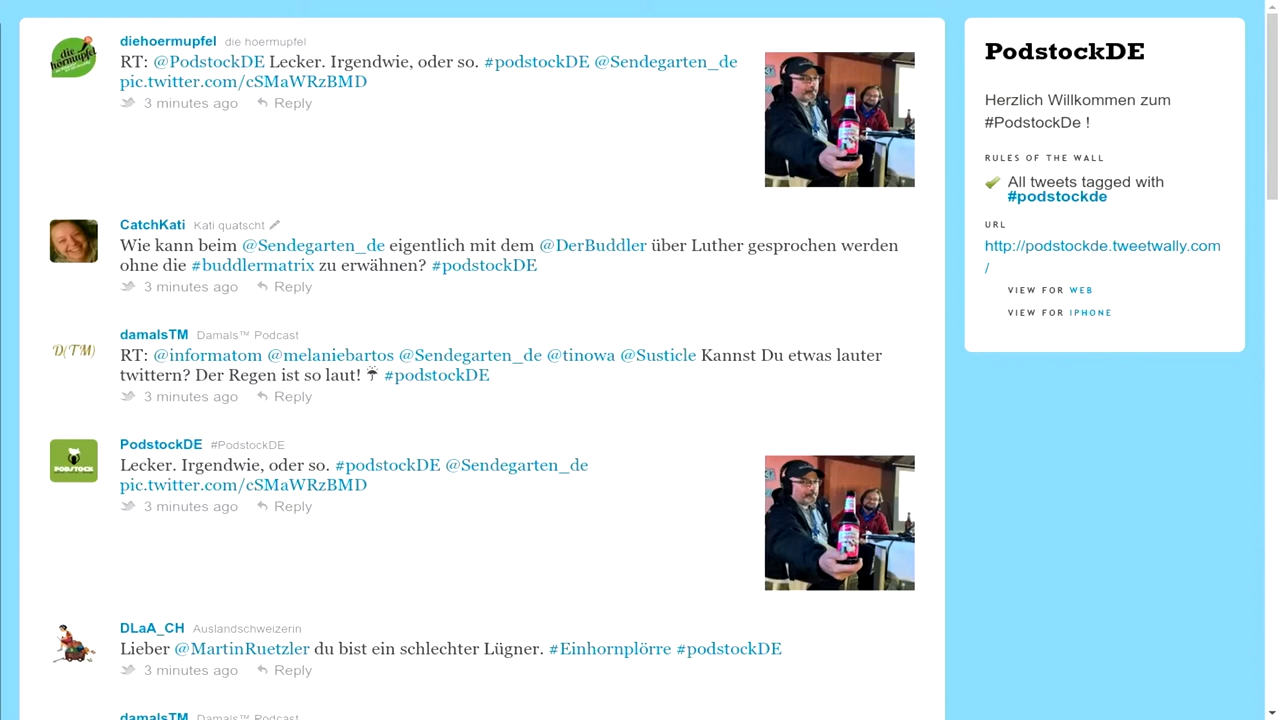 diehoermupfel die hoermupfel
RT: @PodstockDE Lecker. Irgendwie, oder so. #podstockDE @Sendegarten_de
pic.twitter.com/cSMaWRzBMD
3 minutes ago Reply
CatchKati Kati quatscht
Wie kann beim @Sendegarten_de eigentlich mit dem @DerBuddler über Luther gesprochen werden
ohne die #buddlermatrix zu erwähnen? #podstockDE
3 minutes ago Reply
D(TM)
damalsTM Damals™ Podcast
RT: @informatom @melaniebartos @Sendegarten_de @tinowa @Susticle Kannst Du etwas lauter
twittern? Der Regen ist so laut! ☔ #podstockDE
3 minutes ago Reply
PODSTOCK
PodstockDE #PodstockDE
Lecker. Irgendwie, oder so. #podstockDE @Sendegarten_de
pic.twitter.com/cSMaWRzBMD
3 minutes ago Reply
DLaA_CH Auslandschweizerin
Lieber @MartinRuetzler du bist ein schlechter Lügner. #Einhornplörre #podstockDE
3 minutes ago Reply
damalsTM Damals™ Podcast
PodstockDE
Herzlich Willkommen zum
#PodstockDe !
RULES OF THE WALL
All tweets tagged with
#podstockde
URL
http://podstockde.tweetwally.com
/
VIEW FOR WEB
VIEW FOR IPHONE